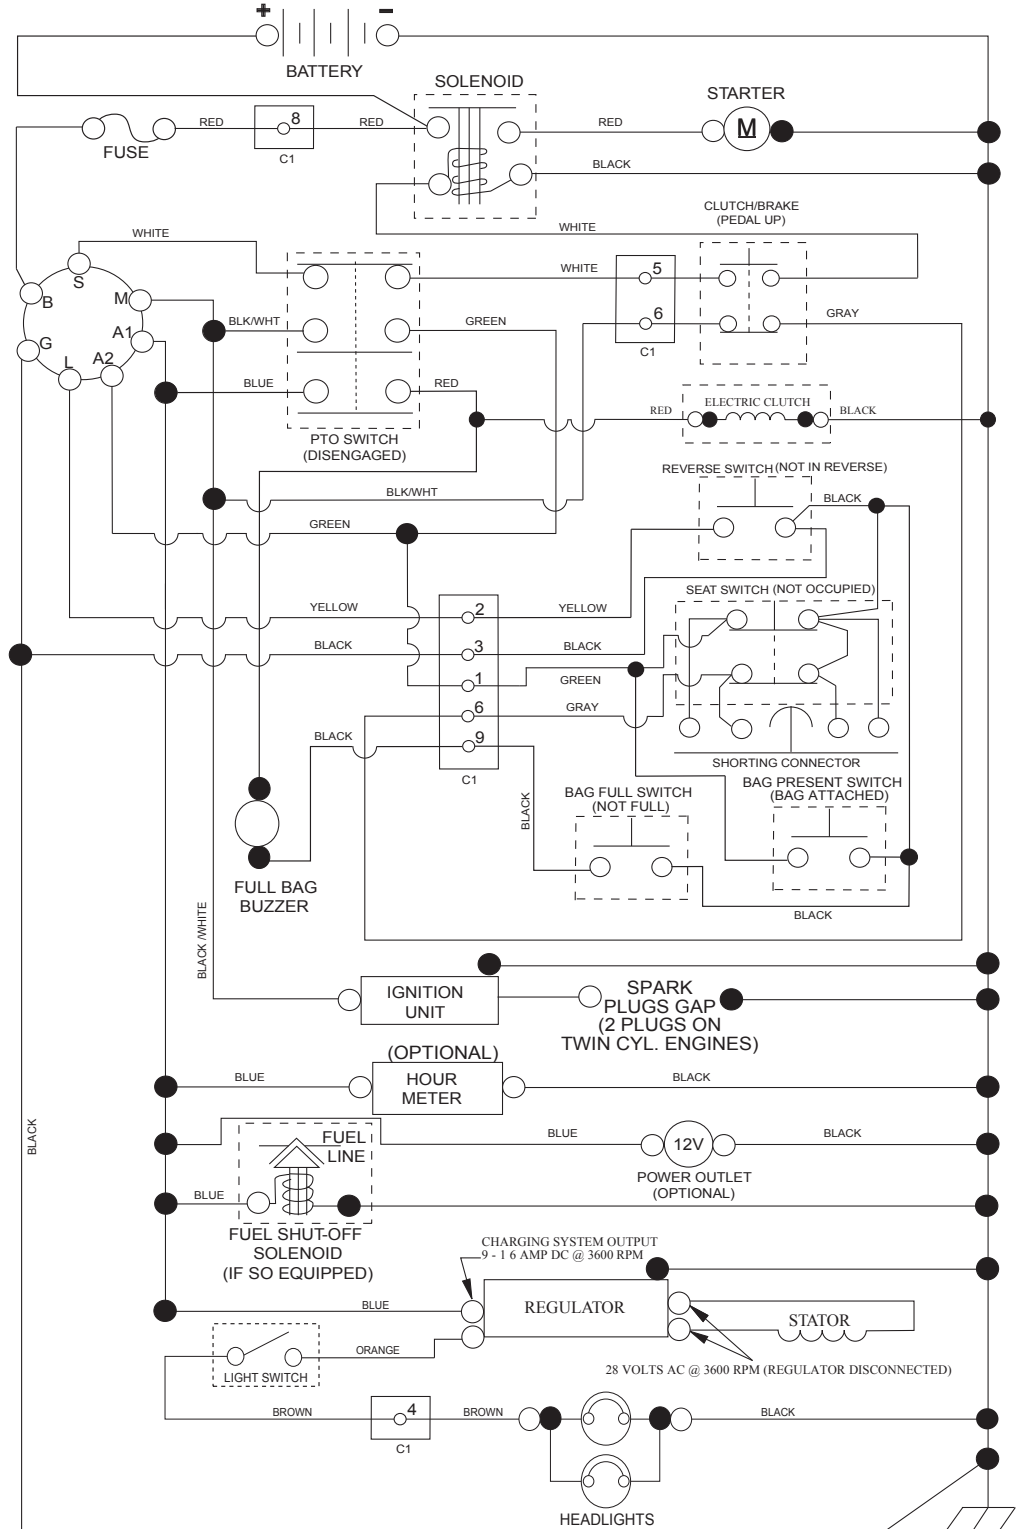 + -
BATTERY
SOLENOID
STARTER
RED 8 RED
RED
M
FUSE
C1
BLACK
CLUTCH/BRAKE
(PEDAL UP)
WHITE
WHITE
S
WHITE 5
B M
BLK/WHT
GREEN
6
GRAY
G A1
C1
L A2
BLUE
RED
RED
ELECTRIC CLUTCH
BLACK
PTO SWITCH
(DISENGAGED)
REVERSE SWITCH (NOT IN REVERSE)
BLK/WHT
BLACK
GREEN
SEAT SWITCH (NOT OCCUPIED)
YELLOW 2 YELLOW
BLACK 3 BLACK
1 GREEN
6 GRAY
BLACK 9
C1
SHORTING CONNECTOR
BLACK
BAG FULL SWITCH
(NOT FULL)
BAG PRESENT SWITCH
(BAG ATTACHED)
FULL BAG
BUZZER
BLACK
BLACK /WHITE
IGNITION
UNIT
SPARK
PLUGS GAP
(2 PLUGS ON
TWIN CYL. ENGINES)
(OPTIONAL)
BLUE
HOUR
METER
BLACK
BLACK
FUEL
LINE
BLUE
12V
BLACK
POWER OUTLET
(OPTIONAL)
BLUE
FUEL SHUT-OFF
SOLENOID
(IF SO EQUIPPED)
CHARGING SYSTEM OUTPUT
9 - 1 6 AMP DC @ 3600 RPM
BLUE
REGULATOR
STATOR
ORANGE
LIGHT SWITCH
28 VOLTS AC @ 3600 RPM (REGULATOR DISCONNECTED)
BROWN 4 BROWN
BLACK
C1
HEADLIGHTS